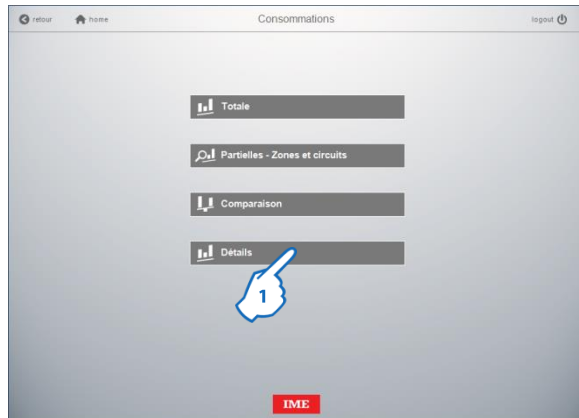 retour home Consommations logout
Totale
Partielles - Zones et circuits
Comparaison
Détails
1
IME